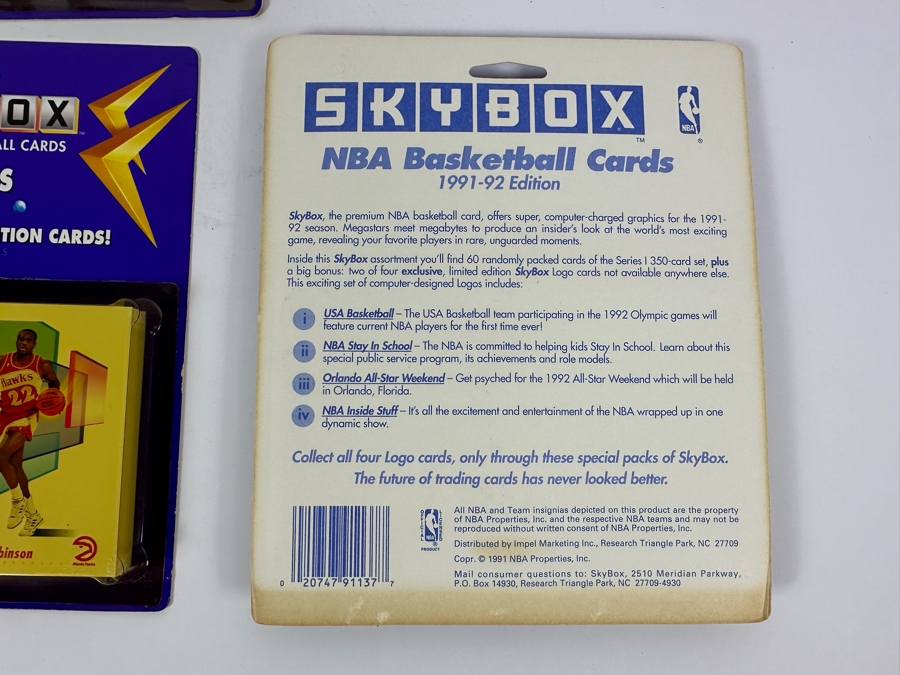 OX
ALL CARDS
S
TION CARDS!
Hawks
22
binson
Atlanta Hawks
SKYBOX
TM
NBA
®
NBA Basketball Cards
1991-92 Edition
SkyBox, the premium NBA basketball card, offers super, computer-charged graphics for the 1991-
92 season. Megastars meet megabytes to produce an insider's look at the world's most exciting
game, revealing your favorite players in rare, unguarded moments.
Inside this SkyBox assortment you'll find 60 randomly packed cards of the Series I 350-card set, plus
a big bonus: two of four exclusive, limited edition SkyBox Logo cards not available anywhere else.
This exciting set of computer-designed Logos includes:
i USA Basketball – The USA Basketball team participating in the 1992 Olympic games will
feature current NBA players for the first time ever!
ii NBA Stay In School – The NBA is committed to helping kids Stay In School. Learn about this
special public service program, its achievements and role models.
iii Orlando All-Star Weekend – Get psyched for the 1992 All-Star Weekend which will be held
in Orlando, Florida.
iv NBA Inside Stuff – It's all the excitement and entertainment of the NBA wrapped up in one
dynamic show.
Collect all four Logo cards, only through these special packs of SkyBox.
The future of trading cards has never looked better.
0 20747 91137 7
NBA
PRODUCT
All NBA and Team insignias depicted on this product are the property
of NBA Properties, Inc. and the respective NBA teams and may not be
reproduced without written consent of NBA Properties, Inc.
Distributed by Impel Marketing Inc., Research Triangle Park, NC 27709
Copr. © 1991 NBA Properties, Inc.
Mail consumer questions to: SkyBox, 2510 Meridian Parkway,
P.O. Box 14930, Research Triangle Park, NC 27709-4930